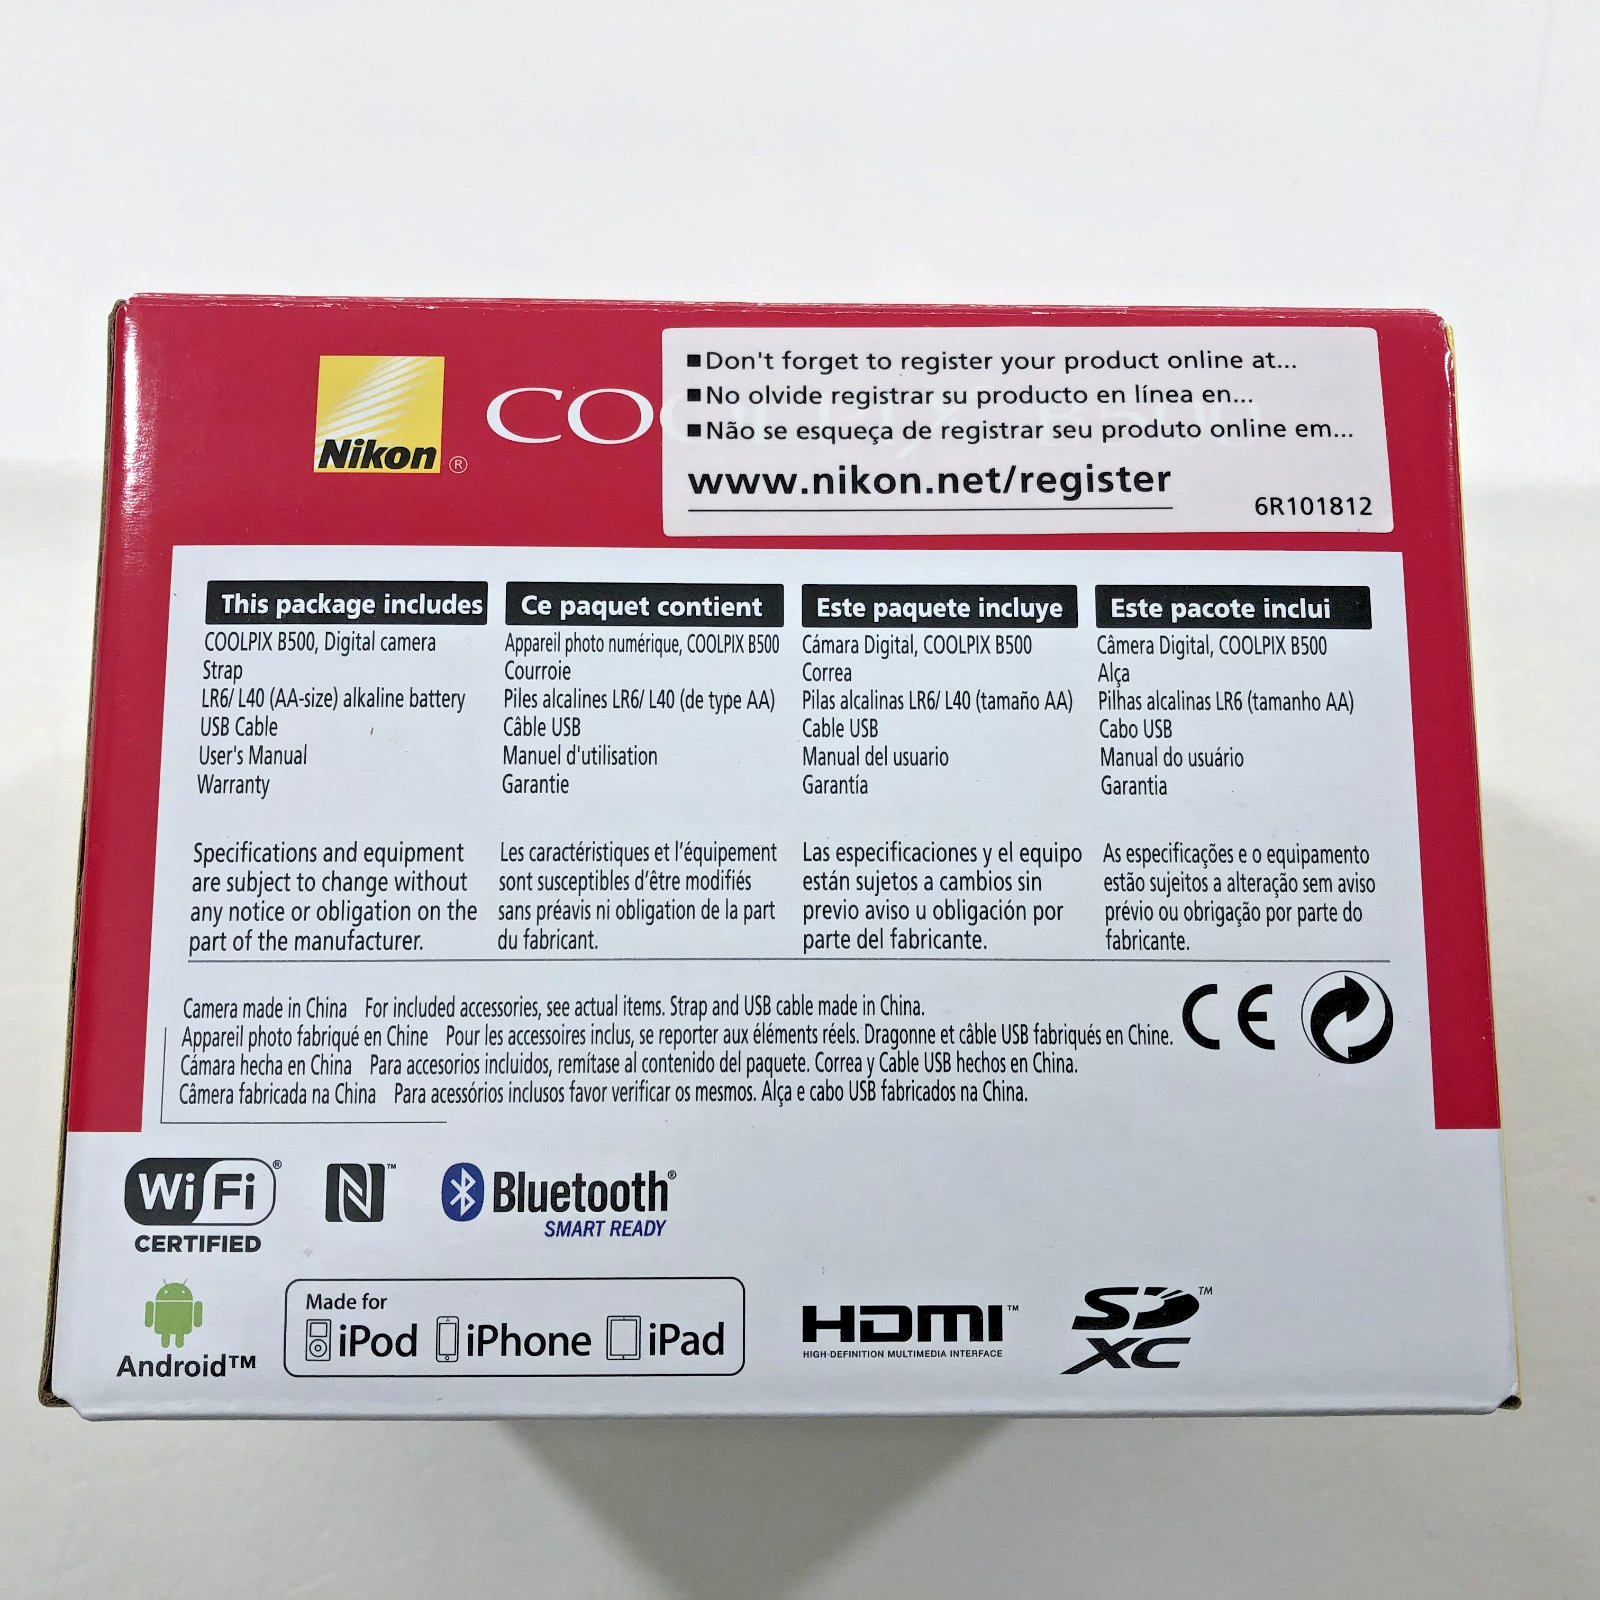 Nikon ®
COOLPIX B500
■ Don't forget to register your product online at...
■ No olvide registrar su producto en línea en...
■ Não se esqueça de registrar seu produto online em...
www.nikon.net/register
6R101812
This package includes
COOLPIX B500, Digital camera
Strap
LR6/ L40 (AA-size) alkaline battery
USB Cable
User's Manual
Warranty
Specifications and equipment
are subject to change without
any notice or obligation on the
part of the manufacturer.
Ce paquet contient
Appareil photo numérique, COOLPIX B500
Courroie
Piles alcalines LR6/ L40 (de type AA)
Câble USB
Manuel d'utilisation
Garantie
Les caractéristiques et l'équipement
sont susceptibles d'être modifiés
sans préavis ni obligation de la part
du fabricant.
Este paquete incluye
Cámara Digital, COOLPIX B500
Correa
Pilas alcalinas LR6/ L40 (tamaño AA)
Cable USB
Manual del usuario
Garantía
Las especificaciones y el equipo
están sujetos a cambios sin
previo aviso u obligación por
parte del fabricante.
Este pacote inclui
Câmera Digital, COOLPIX B500
Alça
Pilhas alcalinas LR6 (tamanho AA)
Cabo USB
Manual do usuário
Garantia
As especificações e o equipamento
estão sujeitos a alteração sem aviso
prévio ou obrigação por parte do
fabricante.
Camera made in China For included accessories, see actual items. Strap and USB cable made in China.
Appareil photo fabriqué en Chine Pour les accessoires inclus, se reporter aux éléments réels. Dragonne et câble USB fabriqués en Chine.
Cámara hecha en China Para accesorios incluidos, remítase al contenido del paquete. Correa y Cable USB hechos en China.
Câmera fabricada na China Para acessórios inclusos favor verificar os mesmos. Alça e cabo USB fabricados na China.
CE
Wi Fi ®
CERTIFIED
N ™
Bluetooth®
SMART READY
Android™
Made for
iPod iPhone iPad
HDMI™
HIGH-DEFINITION MULTIMEDIA INTERFACE
SD™
XC